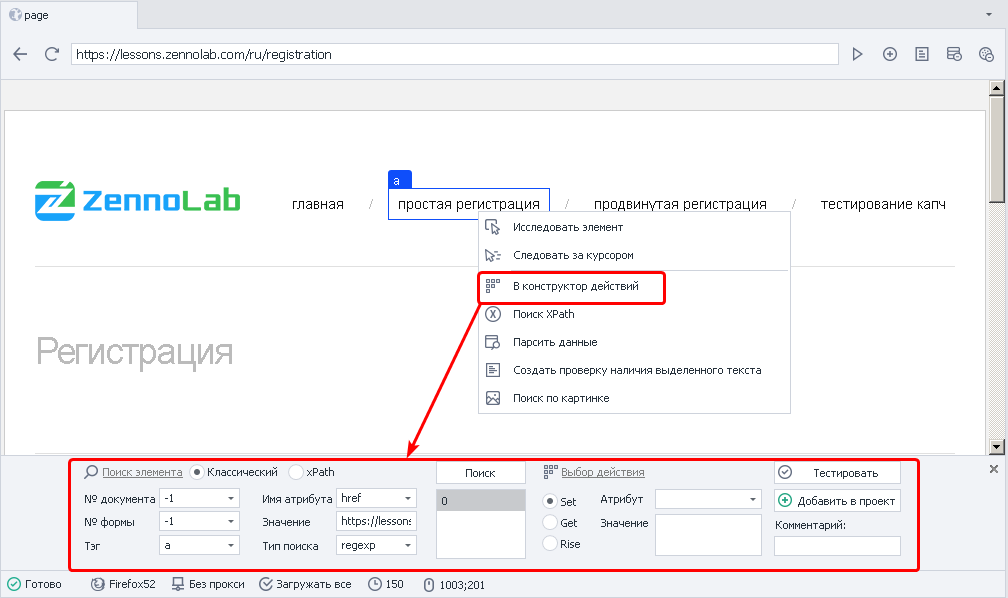 page
https://lessons.zennolab.com/ru/registration
ZennoLab
главная / простая регистрация / продвинутая регистрация / тестирование капч
a
Исследовать элемент
Следовать за курсором
В конструктор действий
Поиск XPath
Парсить данные
Создать проверку наличия выделенного текста
Поиск по картинке
Регистрация
Поиск элемента Классический xPath Поиск Выбор действия Тестировать
№ документа -1 Имя атрибута href 0 Set Атрибут Добавить в проект
№ формы -1 Значение https://lessons Get Значение Комментарий:
Тэг a Тип поиска regexp Rise
Готово Firefox52 Без прокси Загружать все 150 1003;201